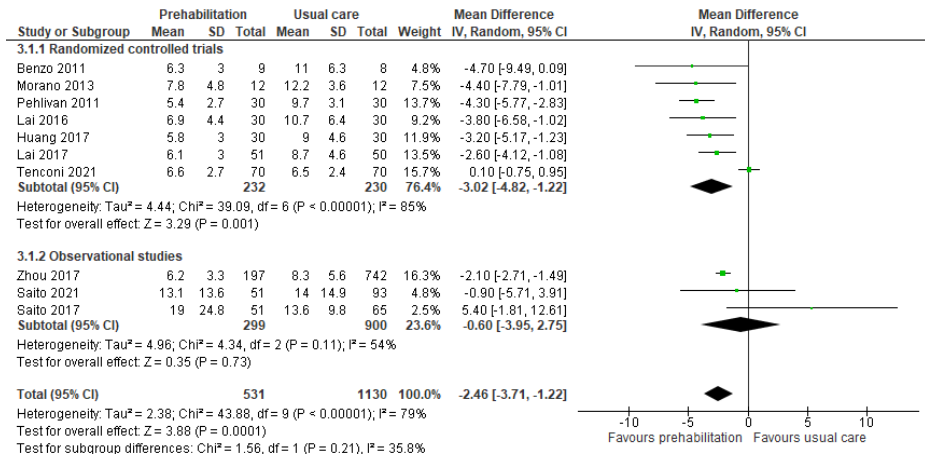 Prehabilitation Usual care Mean Difference Mean Difference
Study or Subgroup Mean SD Total Mean SD Total Weight IV, Random, 95% CI IV, Random, 95% CI
3.1.1 Randomized controlled trials
Benzo 2011 6.3 3 9 11 6.3 8 4.8% -4.70 [-9.49, 0.09]
Morano 2013 7.8 4.8 12 12.2 3.6 12 7.5% -4.40 [-7.79, -1.01]
Pehlivan 2011 5.4 2.7 30 9.7 3.1 30 13.7% -4.30 [-5.77, -2.83]
Lai 2016 6.9 4.4 30 10.7 6.4 30 9.2% -3.80 [-6.58, -1.02]
Huang 2017 5.8 3 30 9 4.6 30 11.9% -3.20 [-5.17, -1.23]
Lai 2017 6.1 3 51 8.7 4.6 50 13.5% -2.60 [-4.12, -1.08]
Tenconi 2021 6.6 2.7 70 6.5 2.4 70 15.7% 0.10 [-0.75, 0.95]
Subtotal (95% CI) 232 230 76.4% -3.02 [-4.82, -1.22]
Heterogeneity: Tau² = 4.44; Chi² = 39.09, df = 6 (P < 0.00001); I² = 85%
Test for overall effect: Z = 3.29 (P = 0.001)
3.1.2 Observational studies
Zhou 2017 6.2 3.3 197 8.3 5.6 742 16.3% -2.10 [-2.71, -1.49]
Saito 2021 13.1 13.6 51 14 14.9 93 4.8% -0.90 [-5.71, 3.91]
Saito 2017 19 24.8 51 13.6 9.8 65 2.5% 5.40 [-1.81, 12.61]
Subtotal (95% CI) 299 900 23.6% -0.60 [-3.95, 2.75]
Heterogeneity: Tau² = 4.96; Chi² = 4.34, df = 2 (P = 0.11); I² = 54%
Test for overall effect: Z = 0.35 (P = 0.73)
Total (95% CI) 531 1130 100.0% -2.46 [-3.71, -1.22]
Heterogeneity: Tau² = 2.38; Chi² = 43.88, df = 9 (P < 0.00001); I² = 79%
Test for overall effect: Z = 3.88 (P = 0.0001)
Test for subgroup differences: Chi² = 1.56, df = 1 (P = 0.21), I² = 35.8%
-10 -5 0 5 10
Favours prehabilitation Favours usual care